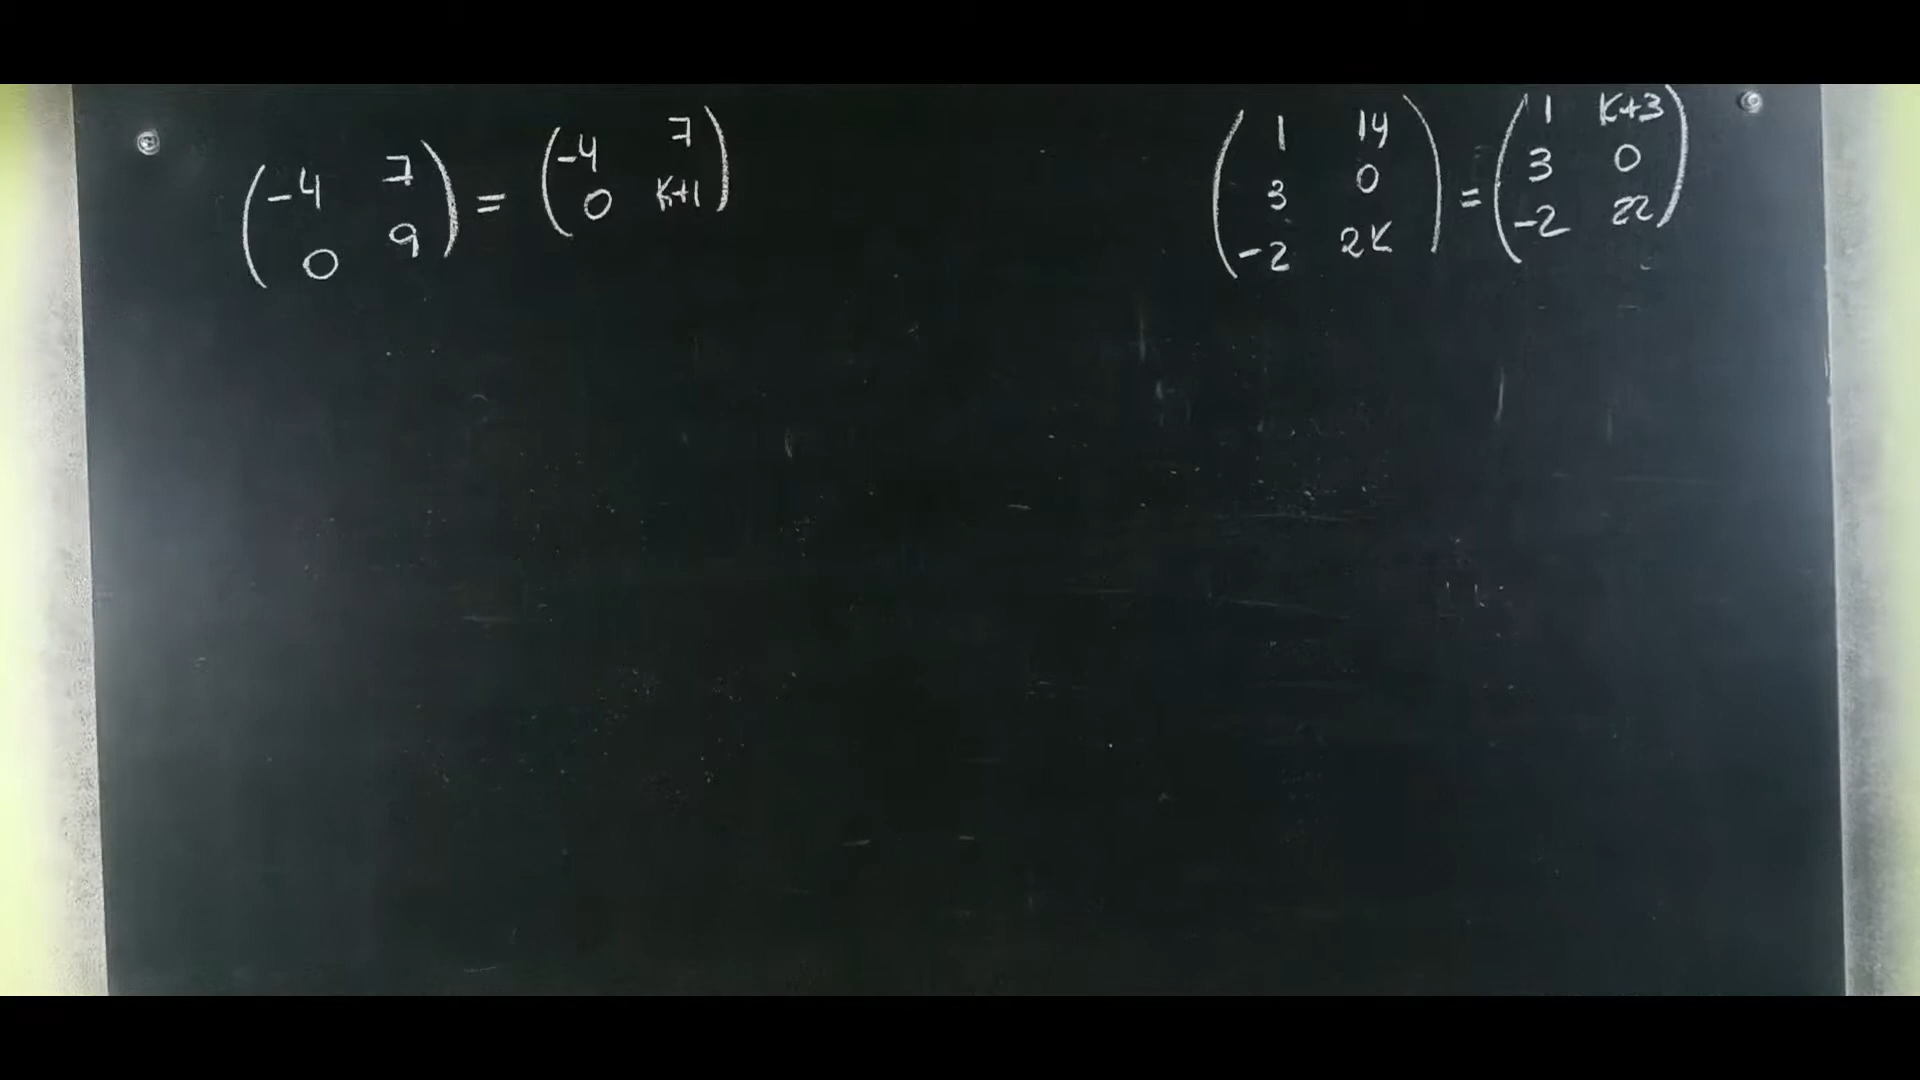 (-4 7
0 9) = (-4 7
0 K+1)
(1 14
3 0
-2 2K) = (1 K+3
3 0
-2 22)